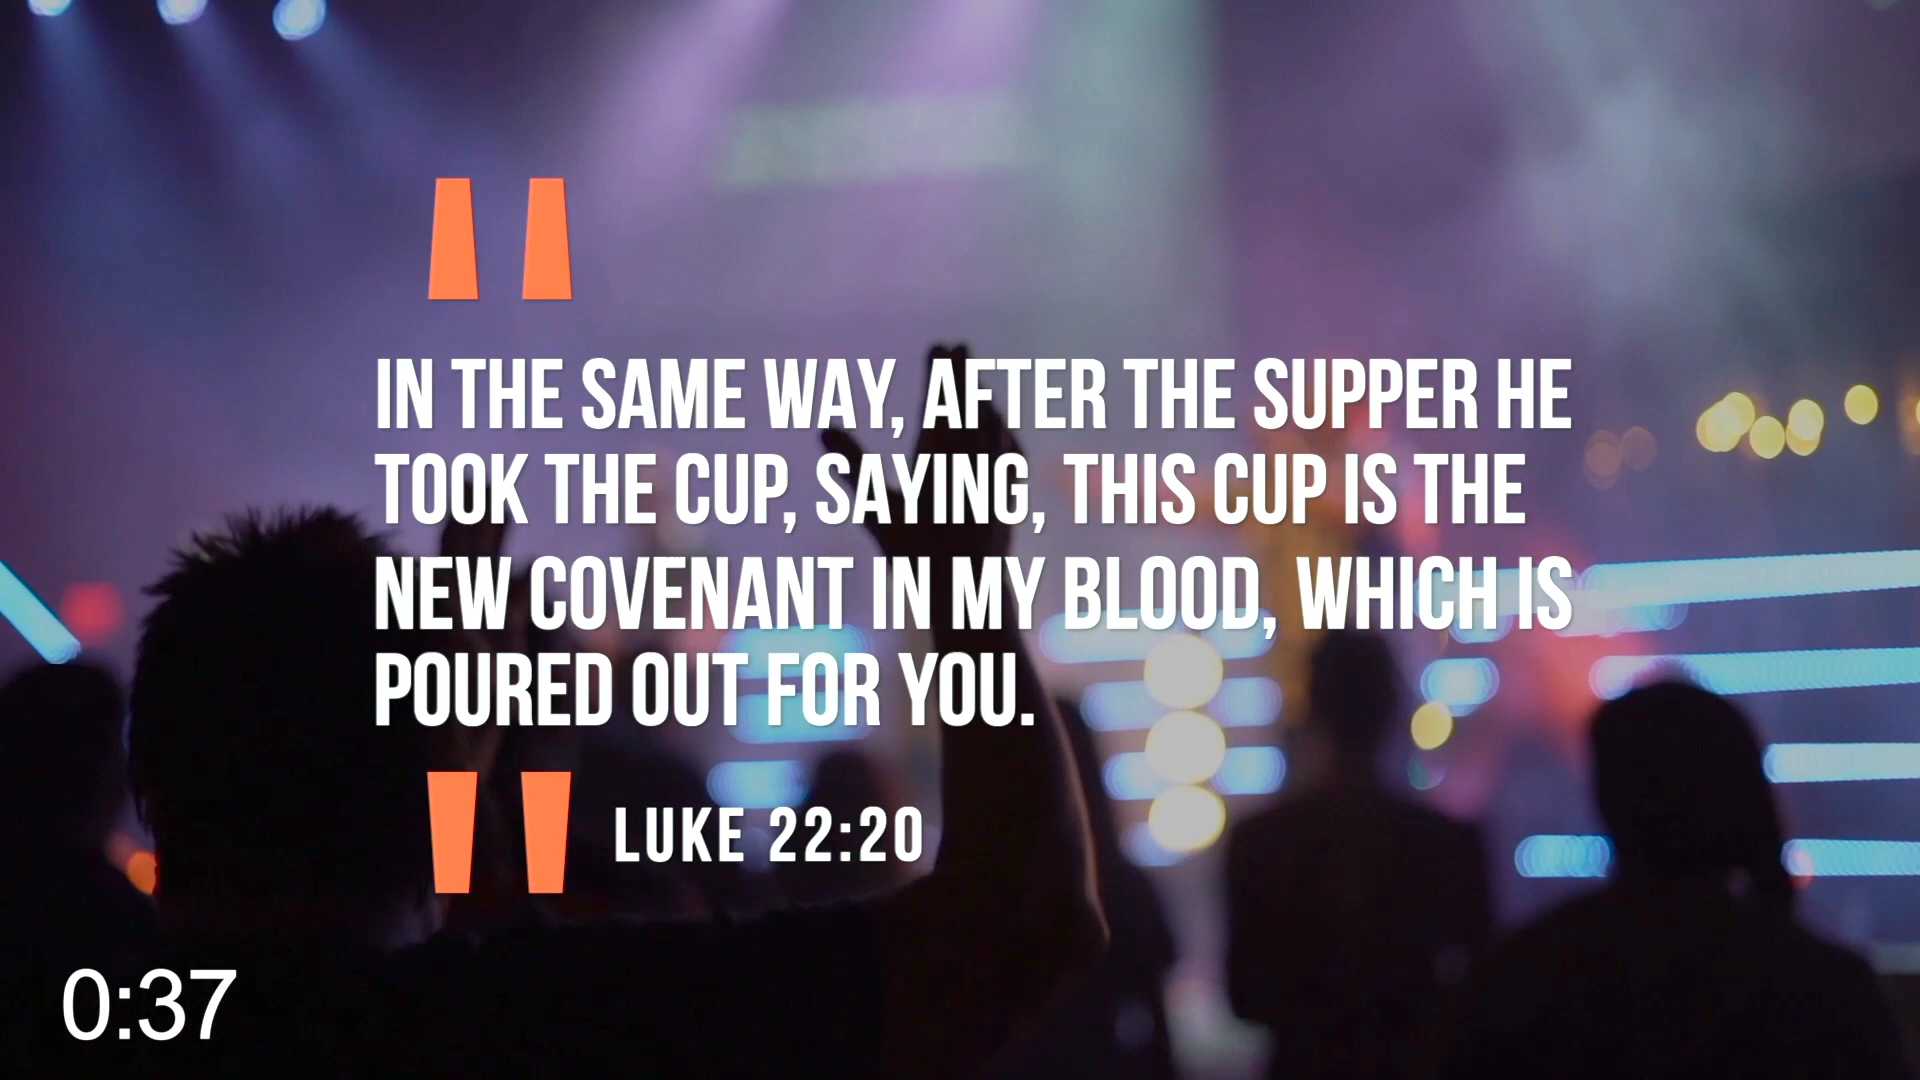 "
IN THE SAME WAY, AFTER THE SUPPER HE
TOOK THE CUP, SAYING, THIS CUP IS THE
NEW COVENANT IN MY BLOOD, WHICH IS
POURED OUT FOR YOU.
" LUKE 22:20
0:37